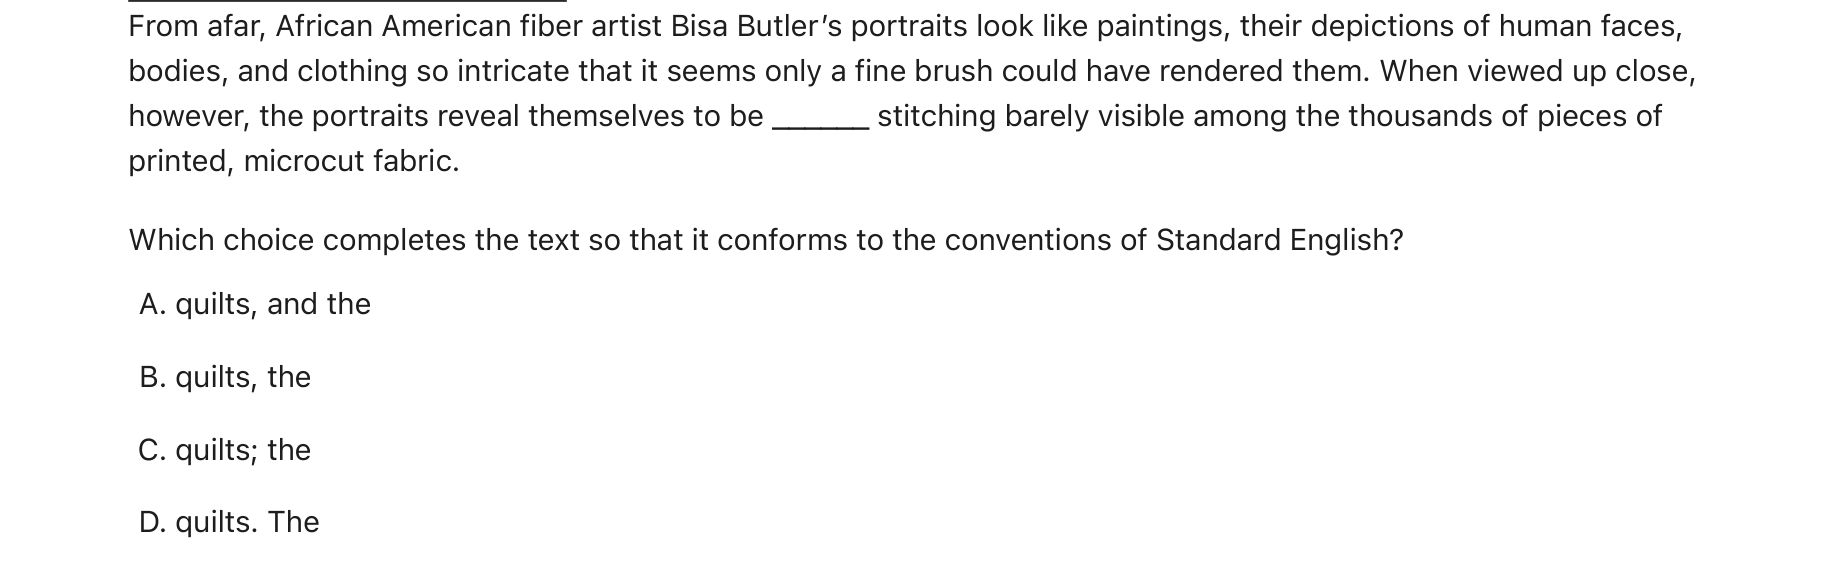 From afar, African American fiber artist Bisa Butler’s portraits look like paintings, their depictions of human faces,
bodies, and clothing so intricate that it seems only a fine brush could have rendered them. When viewed up close,
however, the portraits reveal themselves to be ______ stitching barely visible among the thousands of pieces of
printed, microcut fabric.
Which choice completes the text so that it conforms to the conventions of Standard English?
A. quilts, and the
B. quilts, the
C. quilts; the
D. quilts. The